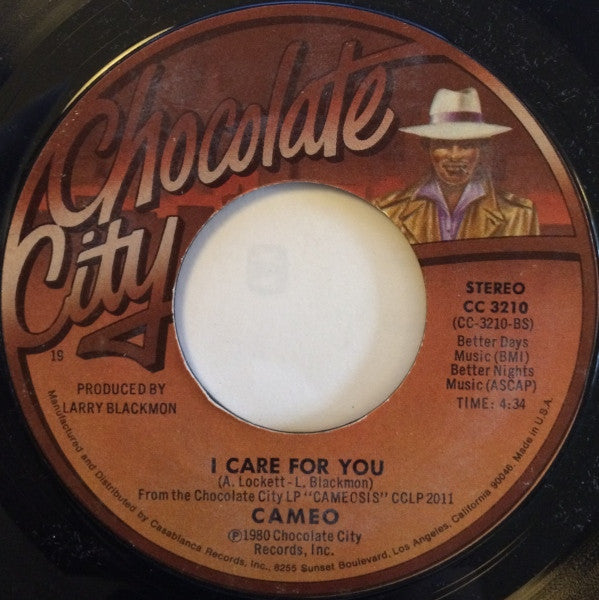 Chocolate
City
STEREO
CC 3210
(CC-3210-BS)
Better Days
Music (BMI)
Better Nights
Music (ASCAP)
TIME: 4:34
19
PRODUCED BY
LARRY BLACKMON
I CARE FOR YOU
(A. Lockett-L. Blackmon)
From the Chocolate City LP "CAMEOSIS" CCLP 2011
CAMEO
Ⓟ1980 Chocolate City
Records, Inc.
Manufactured and Distributed by Casablanca Records, Inc., 8255 Sunset Boulevard, Los Angeles, California 90046. Made in U.S.A.